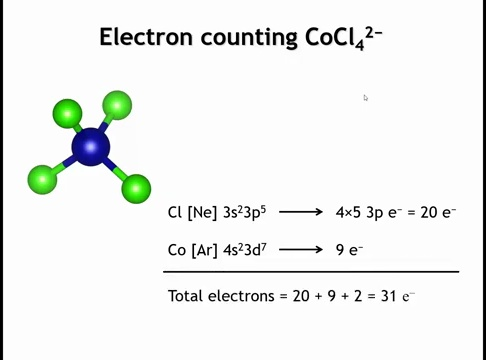 Electron counting CoCl₄²⁻
Cl [Ne] 3s²3p⁵ ⟶ 4×5 3p e⁻ = 20 e⁻
Co [Ar] 4s²3d⁷ ⟶ 9 e⁻
Total electrons = 20 + 9 + 2 = 31 e⁻